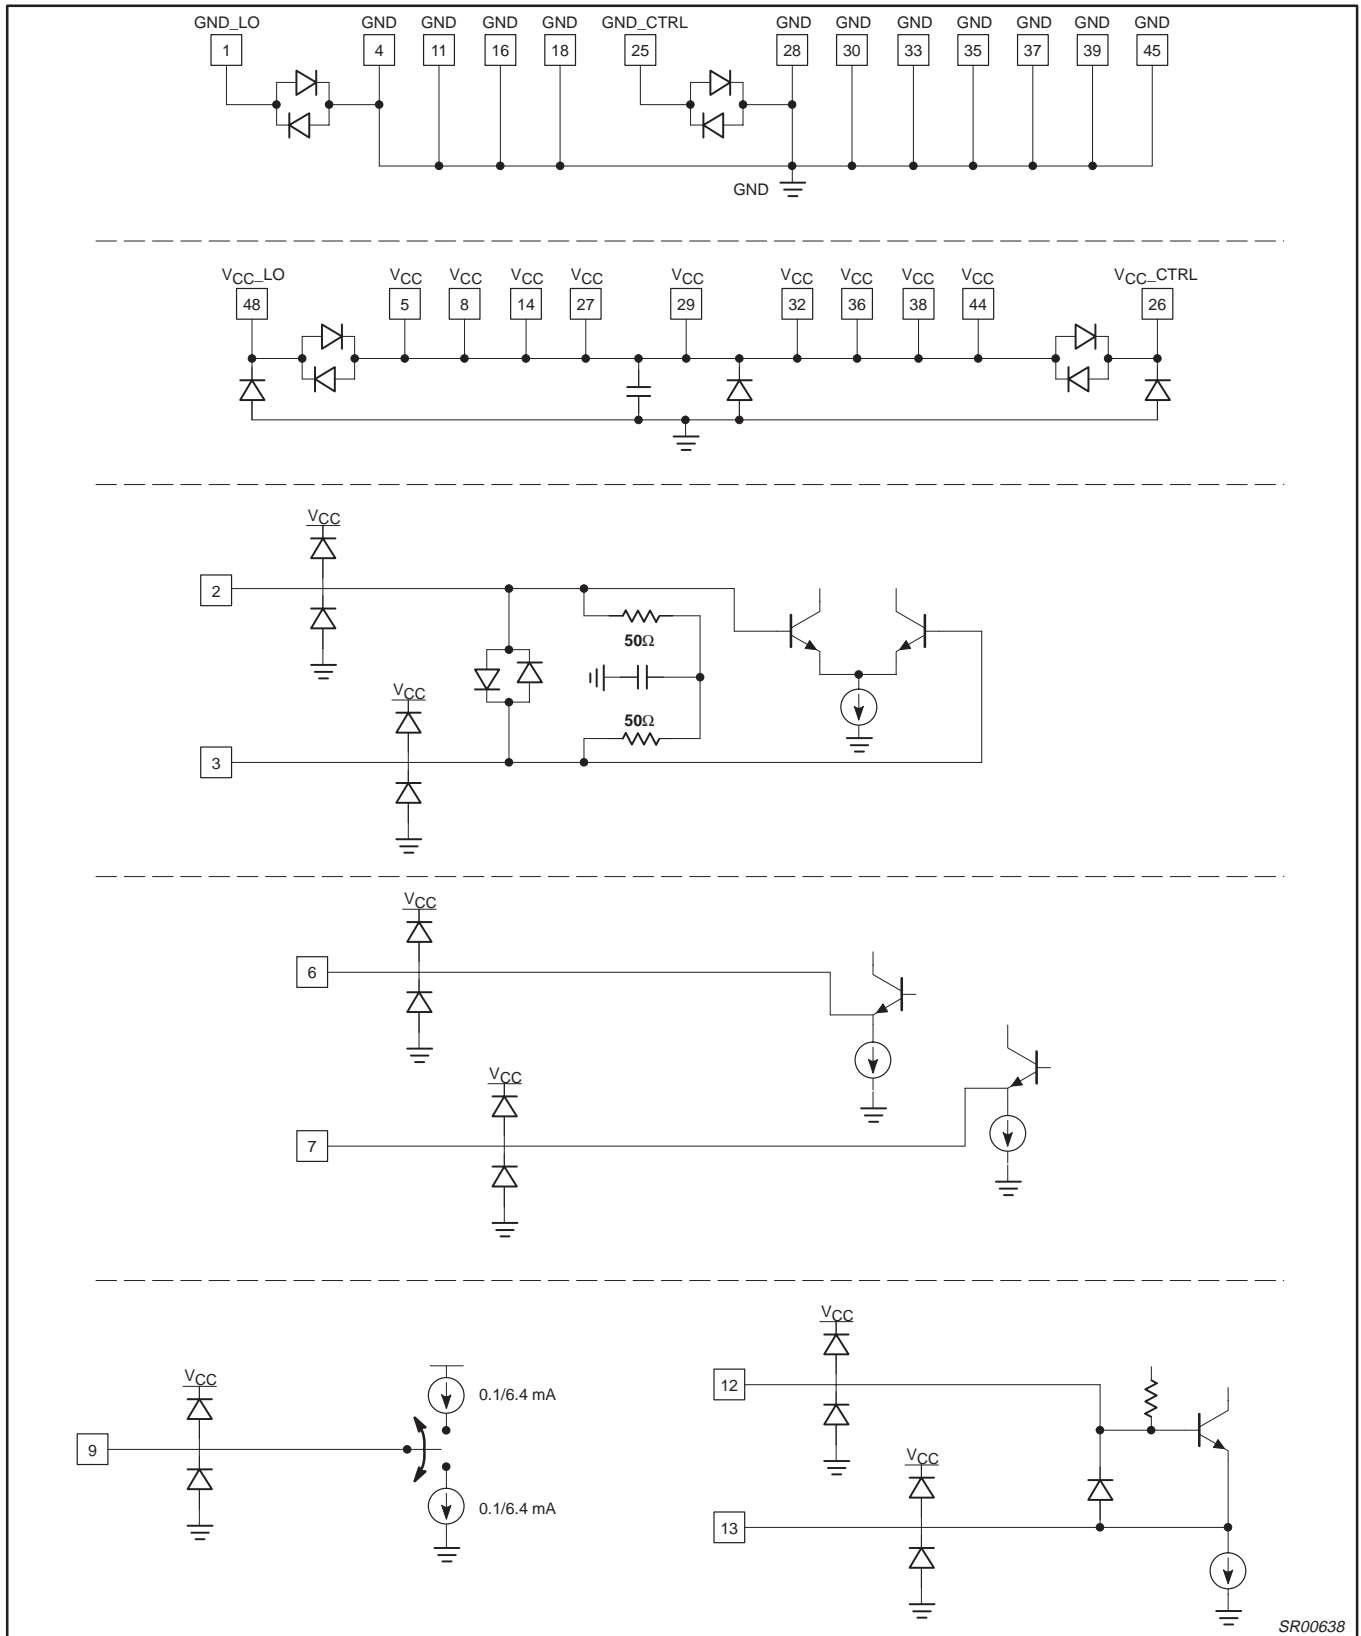 GND_LO GND GND GND GND GND_CTRL GND GND GND GND GND GND GND
1 4 11 16 18 25 28 30 33 35 37 39 45
GND
VCC_LO VCC VCC VCC VCC VCC VCC VCC VCC VCC VCC_CTRL
48 5 8 14 27 29 32 36 38 44 26
VCC
2
50Ω
VCC
50Ω
3
VCC
6
VCC
7
VCC
9
0.1/6.4 mA
0.1/6.4 mA
VCC
12
VCC
13
SR00638